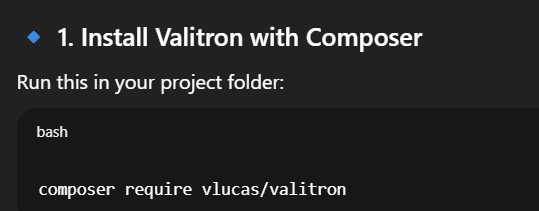 1. Install Valitron with Composer
Run this in your project folder:
bash
composer require vlucas/valitron